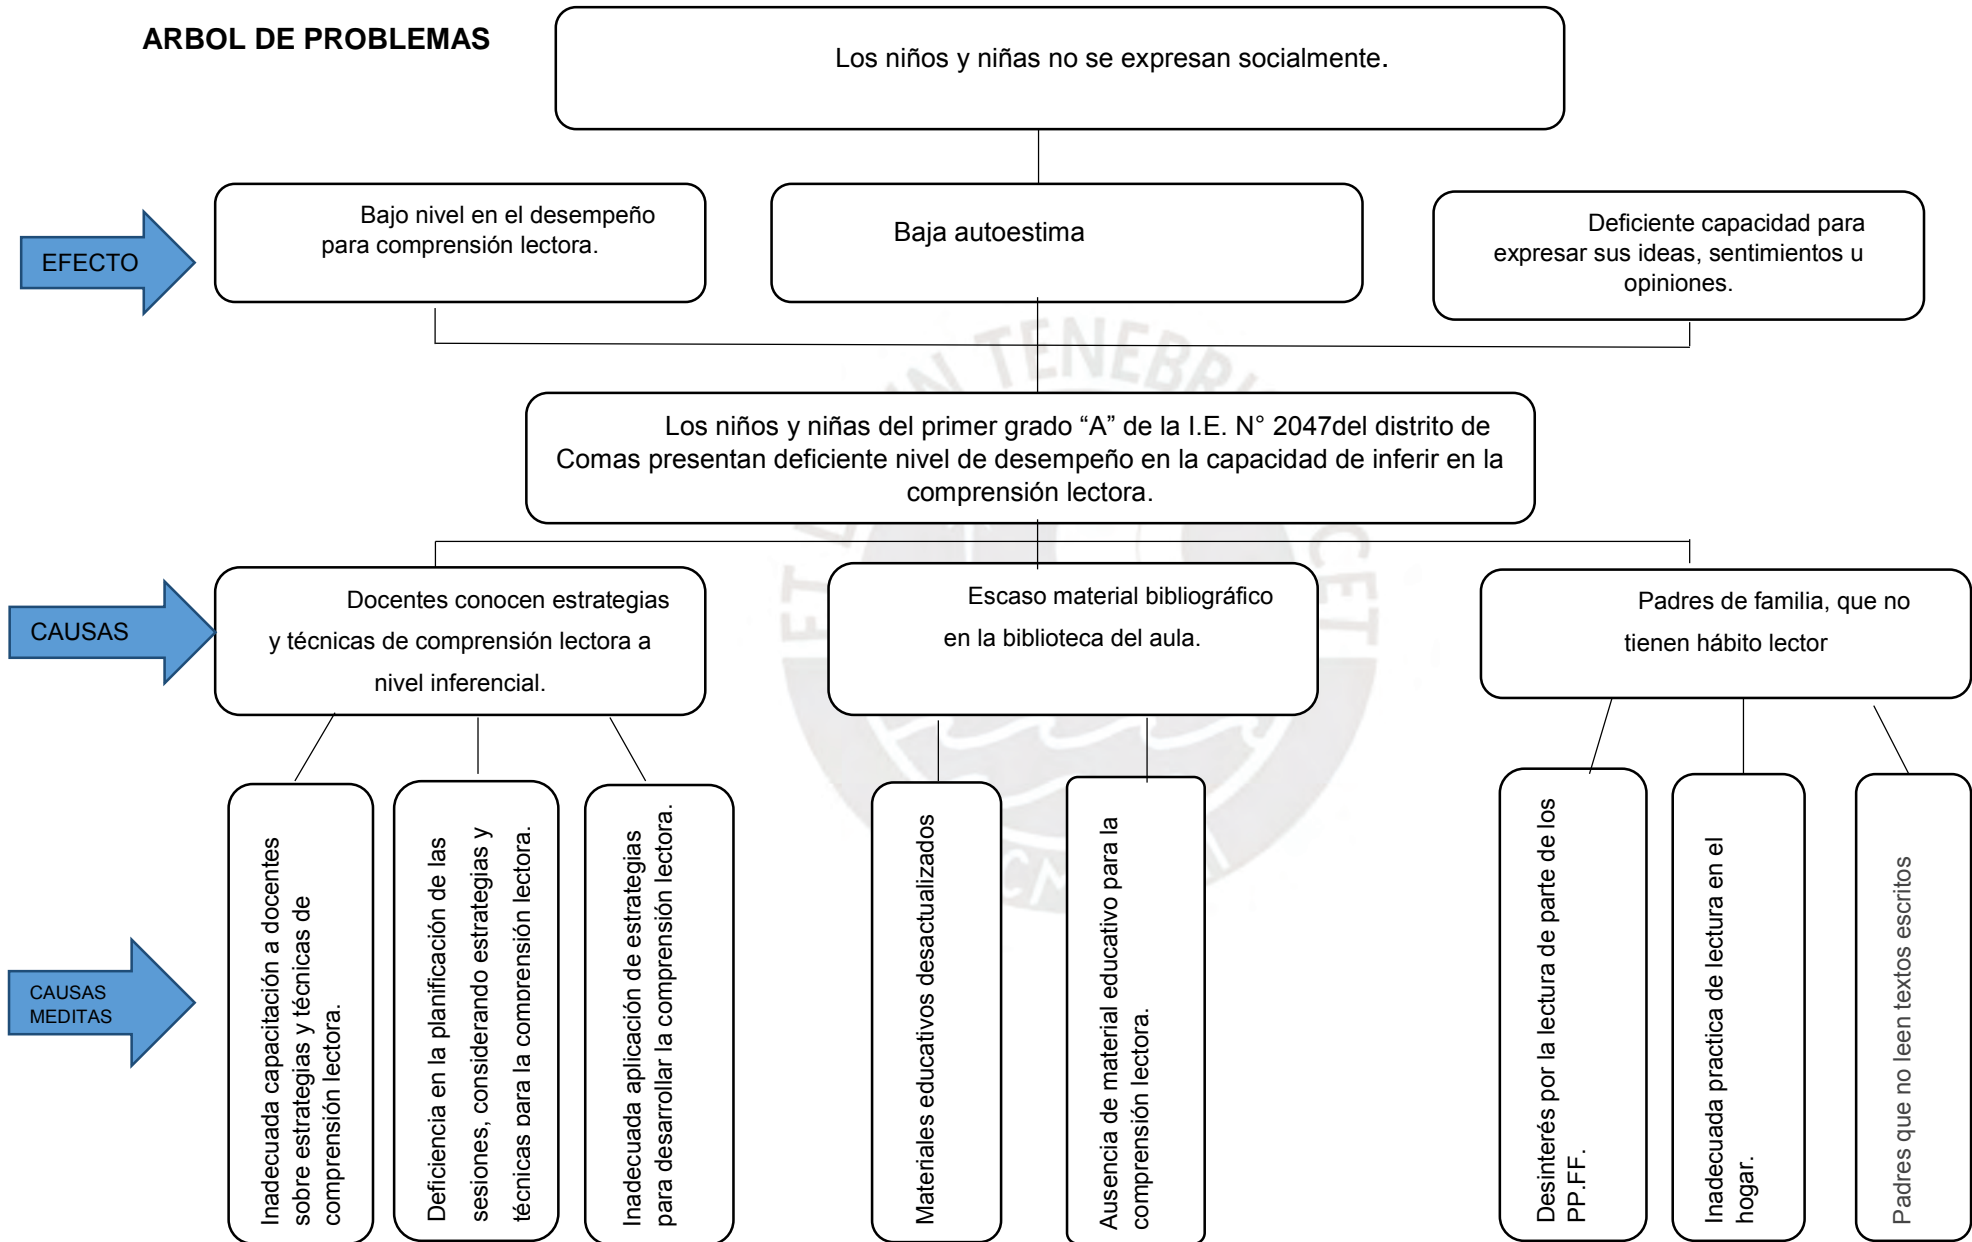 ARBOL DE PROBLEMAS
Los niños y niñas no se expresan socialmente.
EFECTO
Bajo nivel en el desempeño
para comprensión lectora.
Baja autoestima
Deficiente capacidad para
expresar sus ideas, sentimientos u
opiniones.
Los niños y niñas del primer grado “A” de la I.E. N° 2047del distrito de
Comas presentan deficiente nivel de desempeño en la capacidad de inferir en la
comprensión lectora.
CAUSAS
Docentes conocen estrategias
y técnicas de comprensión lectora a
nivel inferencial.
Escaso material bibliográfico
en la biblioteca del aula.
Padres de familia, que no
tienen hábito lector
CAUSAS
MEDITAS
Inadecuada capacitación a docentes
sobre estrategias y técnicas de
comprensión lectora.
Deficiencia en la planificación de las
sesiones, considerando estrategias y
técnicas para la comprensión lectora.
Inadecuada aplicación de estrategias
para desarrollar la comprensión lectora.
Materiales educativos desactualizados
Ausencia de material educativo para la
comprensión lectora.
Desinterés por la lectura de parte de los
PP.FF.
Inadecuada practica de lectura en el
hogar.
Padres que no leen textos escritos